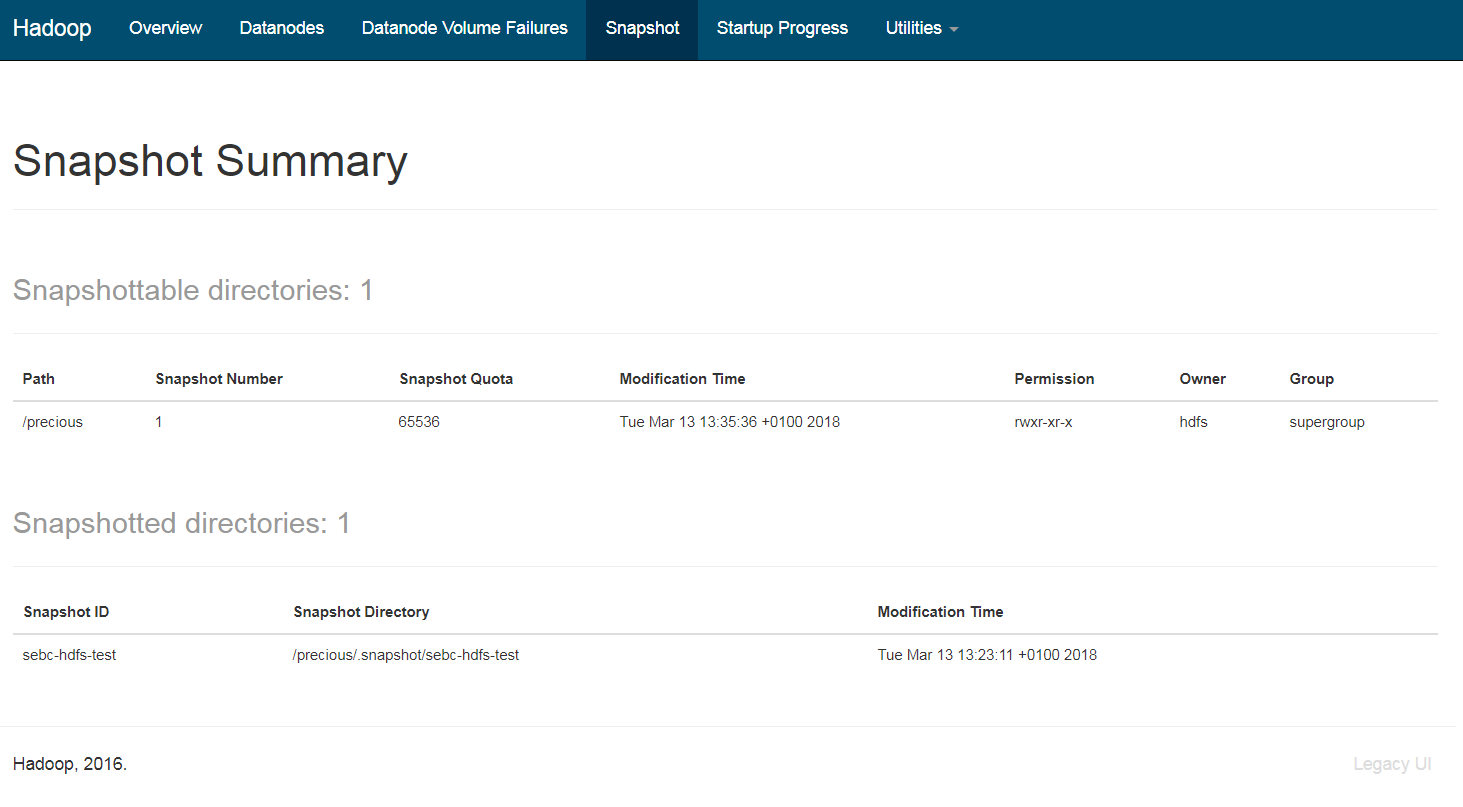 Hadoop Overview Datanodes Datanode Volume Failures Snapshot Startup Progress Utilities
Snapshot Summary
Snapshottable directories: 1
Path Snapshot Number Snapshot Quota Modification Time Permission Owner Group
/precious 1 65536 Tue Mar 13 13:35:36 +0100 2018 rwxr-xr-x hdfs supergroup
Snapshotted directories: 1
Snapshot ID Snapshot Directory Modification Time
sebc-hdfs-test /precious/.snapshot/sebc-hdfs-test Tue Mar 13 13:23:11 +0100 2018
Hadoop, 2016. Legacy UI